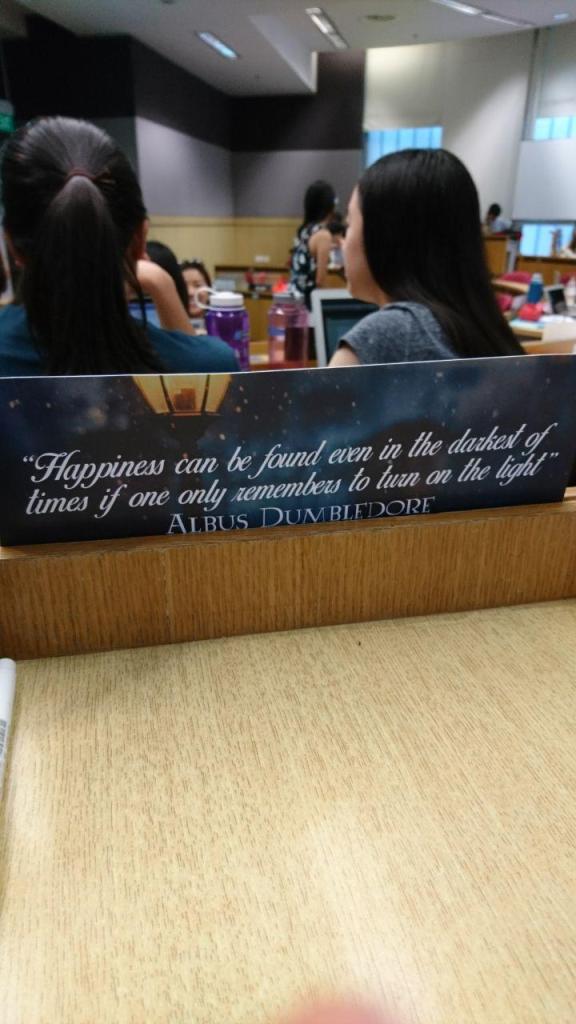 “Happiness can be found even in the darkest of
times if one only remembers to turn on the light”
ALBUS DUMBLEDORE